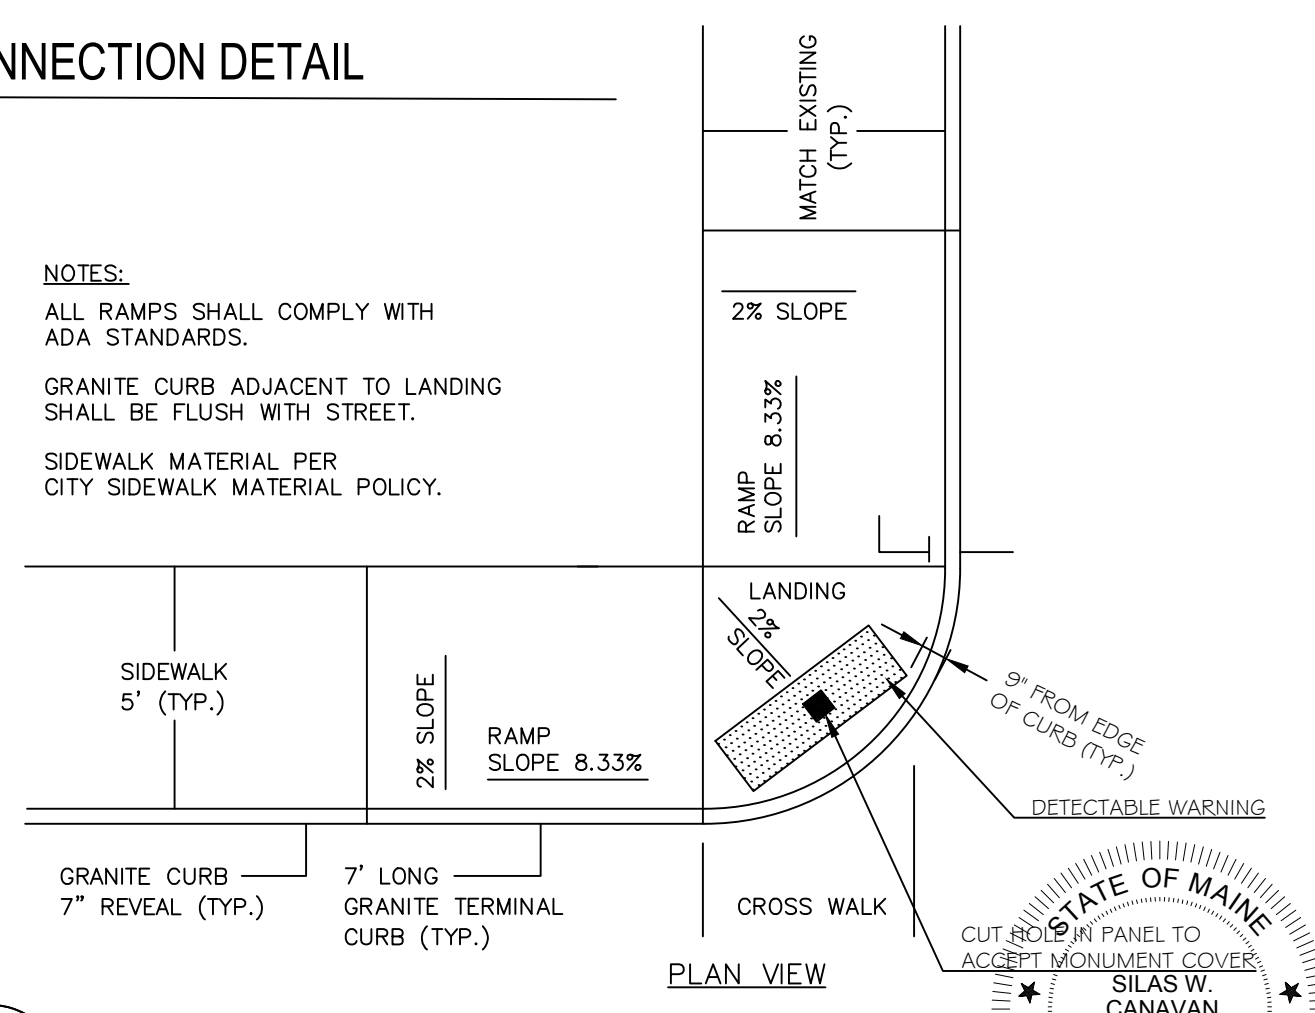 NNECTION DETAIL
MATCH EXISTING
(TYP.)
NOTES:
ALL RAMPS SHALL COMPLY WITH
ADA STANDARDS.
GRANITE CURB ADJACENT TO LANDING
SHALL BE FLUSH WITH STREET.
SIDEWALK MATERIAL PER
CITY SIDEWALK MATERIAL POLICY.
2% SLOPE
RAMP
SLOPE 8.33%
LANDING
2%
SLOPE
SIDEWALK
5' (TYP.)
2% SLOPE
RAMP
SLOPE 8.33%
9" FROM EDGE
OF CURB (TYP.)
DETECTABLE WARNING
GRANITE CURB
7" REVEAL (TYP.)
7' LONG
GRANITE TERMINAL
CURB (TYP.)
CROSS WALK
CUT HOLE IN PANEL TO
ACCEPT MONUMENT COVER
PLAN VIEW
STATE OF MAINE
SILAS W.
CANAVAN